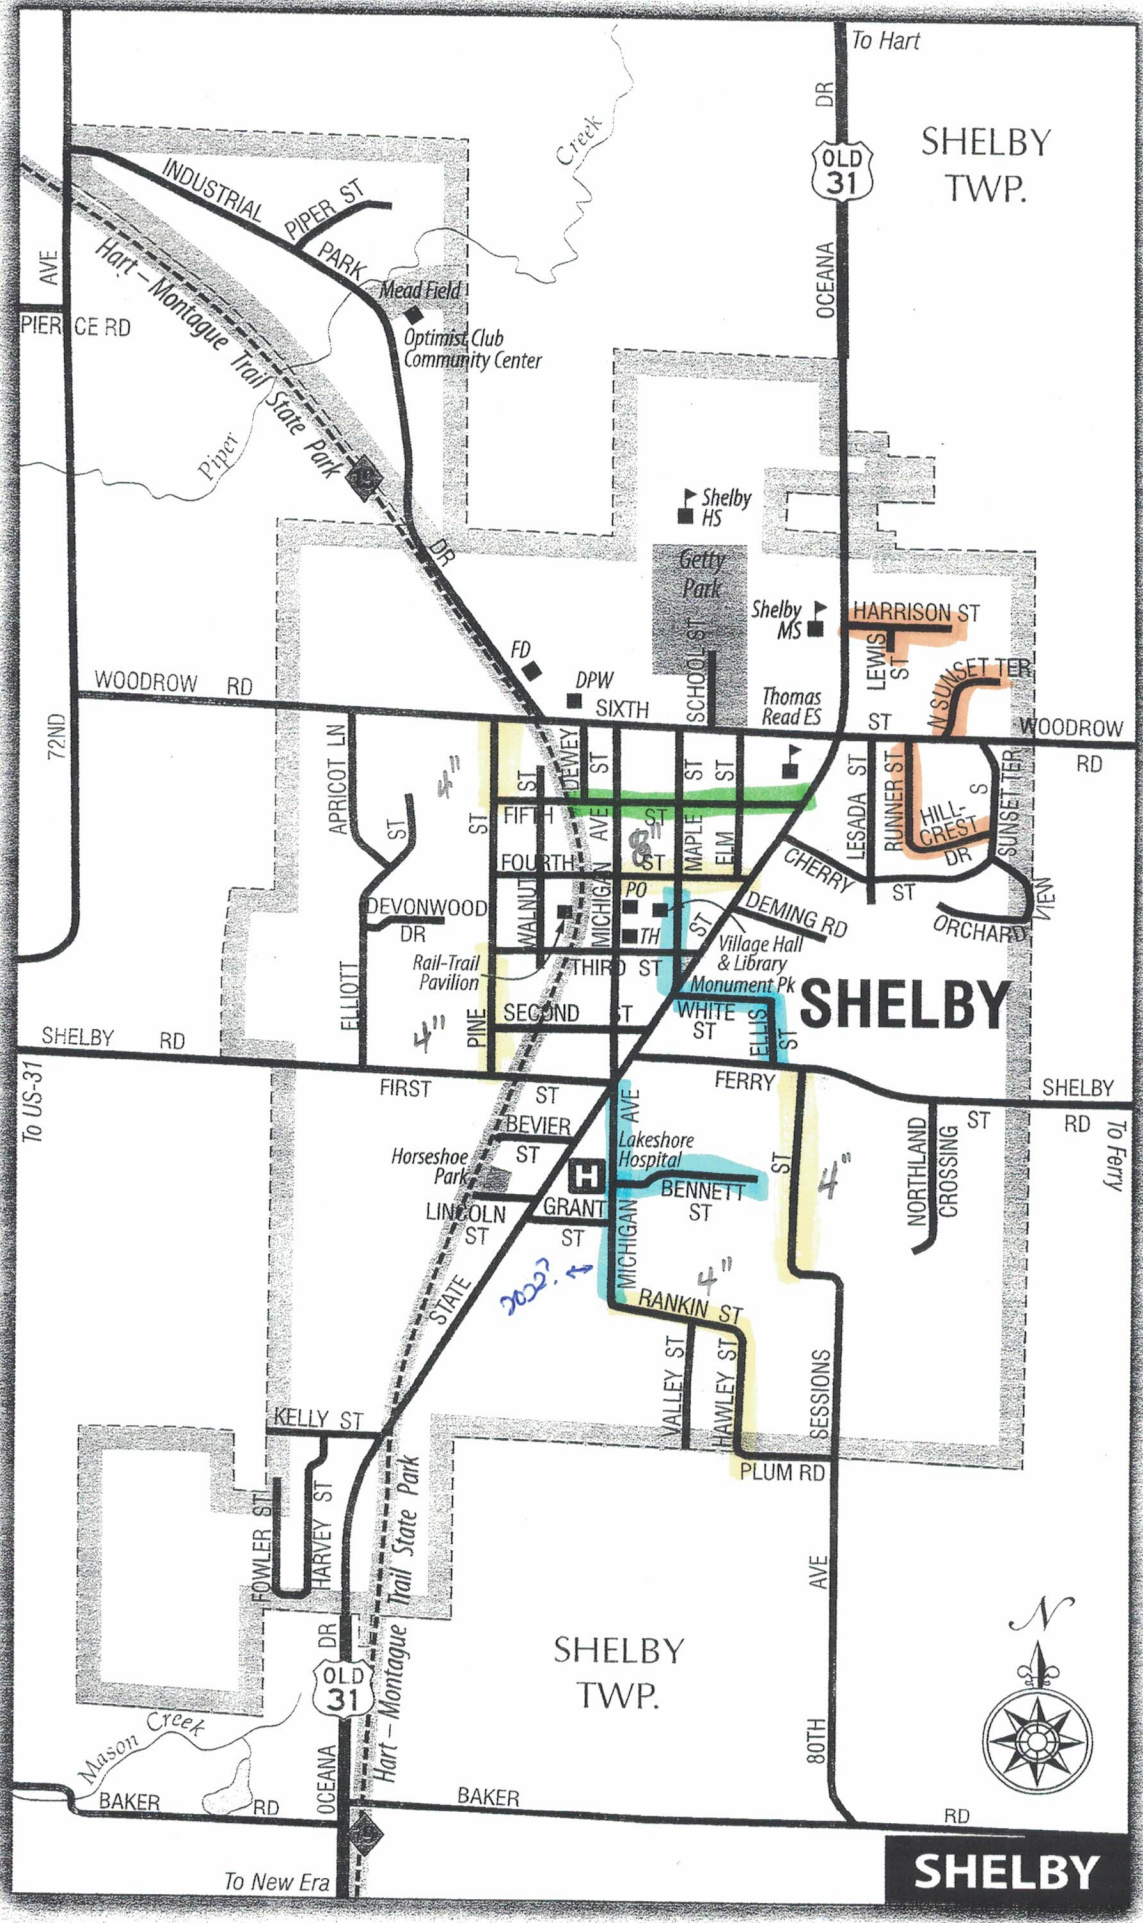 To Hart
DR
SHELBY
TWP.
OLD
31
Creek
INDUSTRIAL
PIPER ST
PARK
AVE
OCEANA
Mead Field
PIERCE RD
Hart – Montague Trail State Park
Optimist Club
Community Center
Piper
Shelby
HS
DR
Getty
Park
Shelby
MS
HARRISON ST
SCHOOL ST
LEWIS
ST
FD
N SUNSET TER
WOODROW RD
DPW
SIXTH
Thomas
Read ES
ST
WOODROW
RD
72ND
APRICOT LN
4"
DEWEY
ST
ST
ST
ST
LESADA ST
RUNNER ST
S
SUNSET TER
ST
ST
FIFTH
AVE
ST
MAPLE
ELM
HILL-
CREST
DR
8"
FOURTH
ST
CHERRY
ST
PO
WALNUT
MICHIGAN
DEVONWOOD
DR
ST
DEMING RD
VIEW
ORCHARD
TH
Village Hall
& Library
Rail-Trail
Pavilion
THIRD ST
Monument Pk
SHELBY
ELLIOTT
4"
PINE
SECOND
ST
WHITE
ST
ELLIS
ST
SHELBY RD
To US-31
FIRST
ST
FERRY
SHELBY
ST
RD
To Ferry
AVE
BEVIER
ST
Lakeshore
Hospital
Horseshoe
Park
H
ST
4"
NORTHLAND
CROSSING
BENNETT
ST
LINCOLN
ST
GRANT
ST
MICHIGAN
2022?
4"
STATE
RANKIN ST
VALLEY ST
HAWLEY ST
SESSIONS
KELLY ST
PLUM RD
FOWLER ST
HARVEY ST
Hart – Montague Trail State Park
AVE
DR
SHELBY
TWP.
N
OLD
31
Mason Creek
OCEANA
80TH
BAKER
RD
BAKER
RD
To New Era
SHELBY